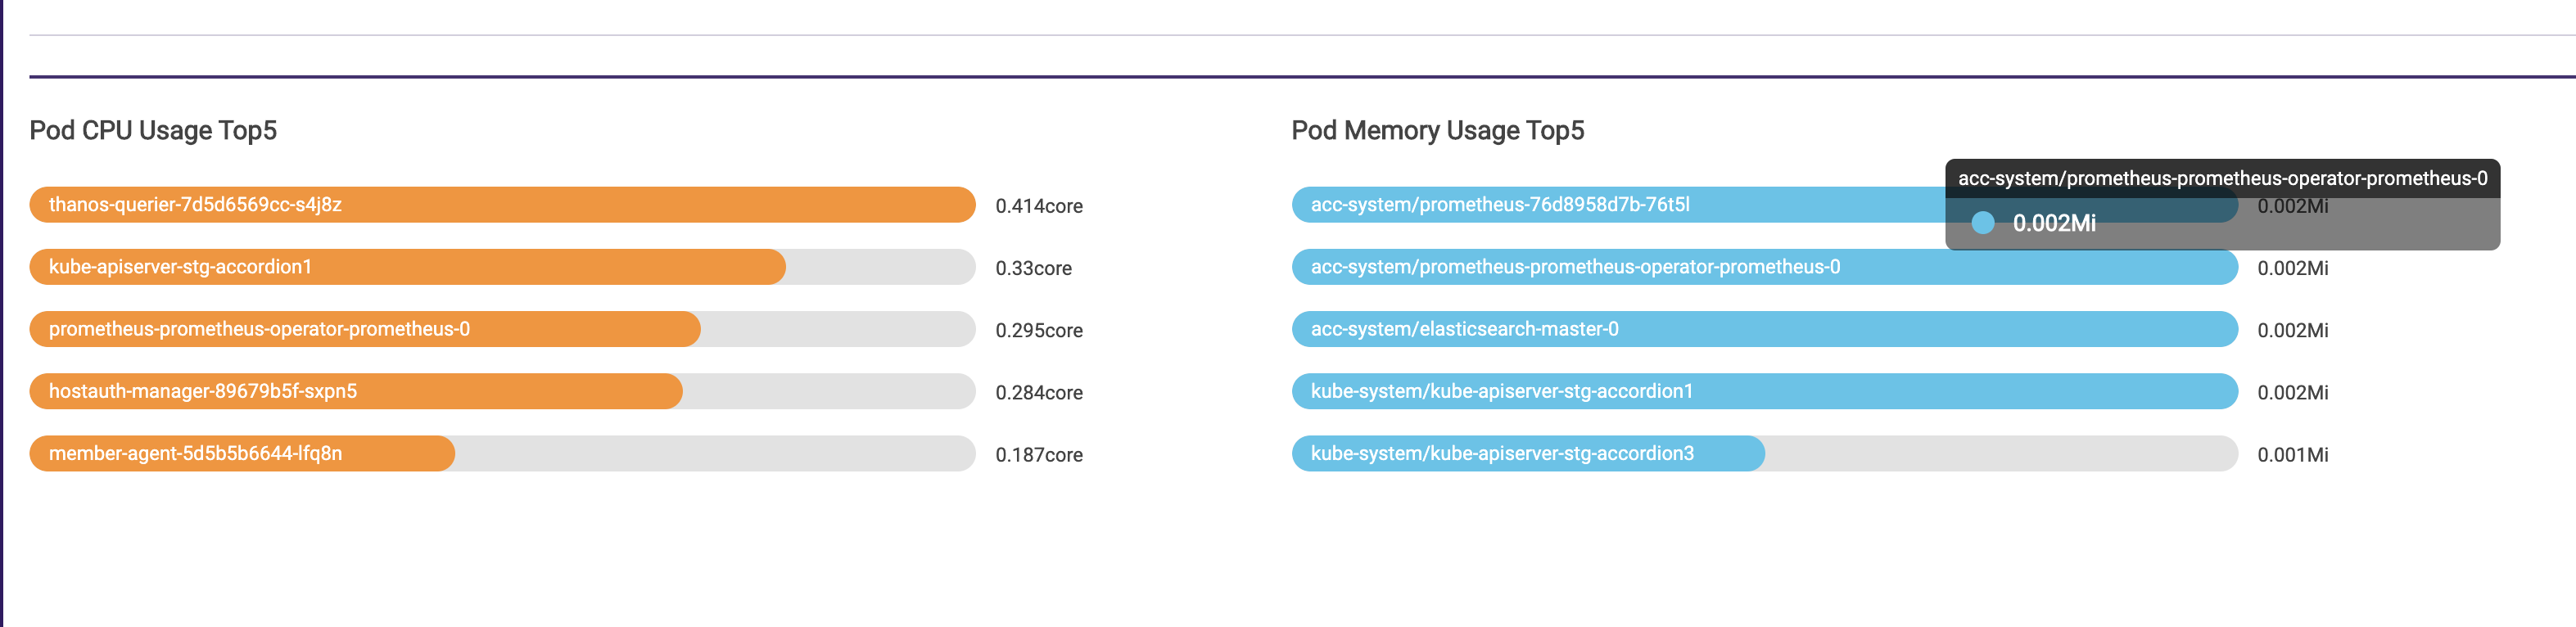 Pod CPU Usage Top5
thanos-querier-7d5d6569cc-s4j8z
0.414core
kube-apiserver-stg-accordion1
0.33core
prometheus-prometheus-operator-prometheus-0
0.295core
hostauth-manager-89679b5f-sxpn5
0.284core
member-agent-5d5b5b6644-lfq8n
0.187core
Pod Memory Usage Top5
acc-system/prometheus-prometheus-operator-prometheus-0
0.002Mi
acc-system/prometheus-76d8958d7b-76t5l
0.002Mi
acc-system/prometheus-prometheus-operator-prometheus-0
0.002Mi
acc-system/elasticsearch-master-0
0.002Mi
kube-system/kube-apiserver-stg-accordion1
0.002Mi
kube-system/kube-apiserver-stg-accordion3
0.001Mi